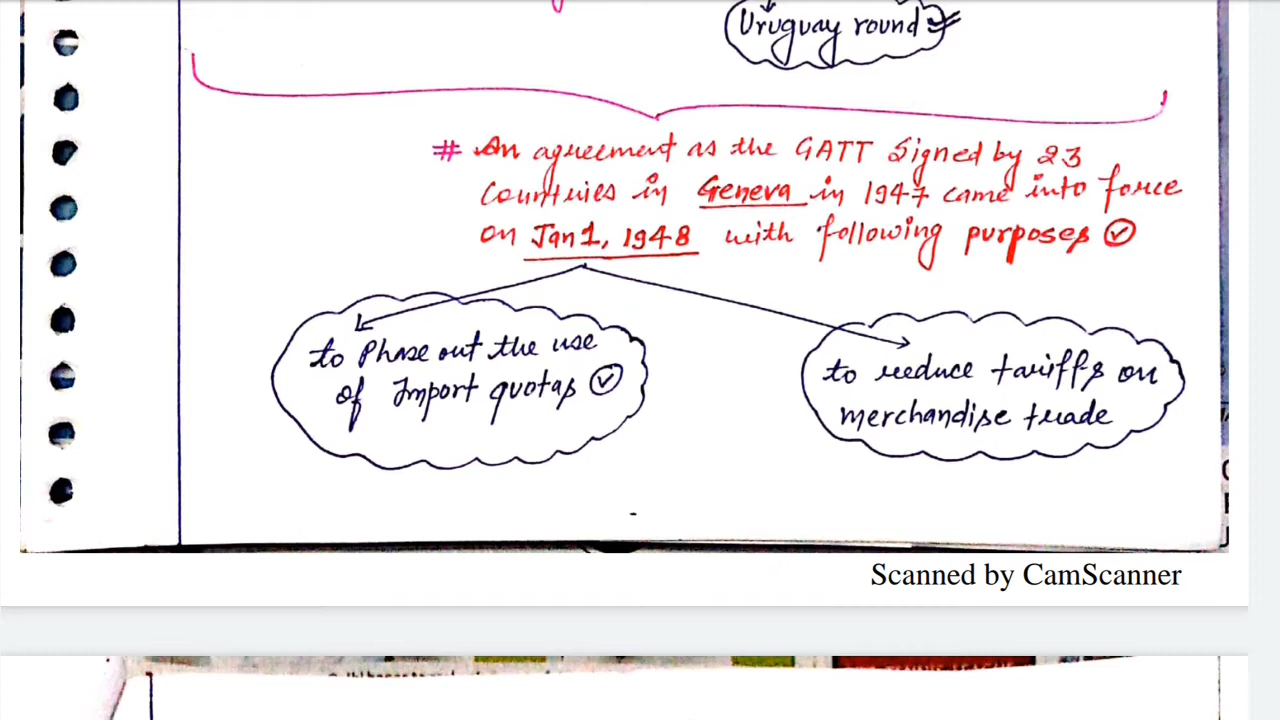 Uruguay round
# An agreement as the GATT Signed by 23
Countries in Geneva in 1947 came into force
on Jan 1, 1948 with following purposes
to Phase out the use
of Import quotas
to reduce tariffs on
merchandise trade
Scanned by CamScanner